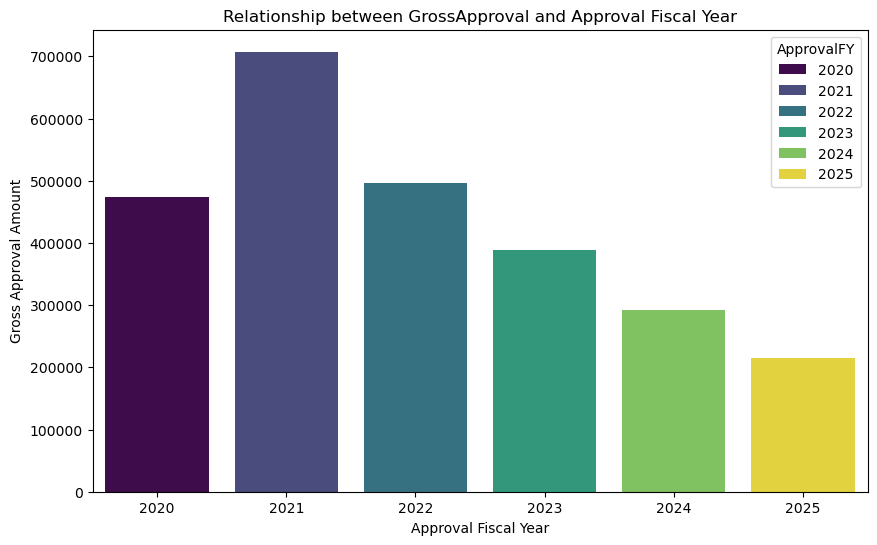 Relationship between GrossApproval and Approval Fiscal Year
ApprovalFY
2020
2021
2022
2023
2024
2025
Gross Approval Amount
700000
600000
500000
400000
300000
200000
100000
0
2020 2021 2022 2023 2024 2025
Approval Fiscal Year